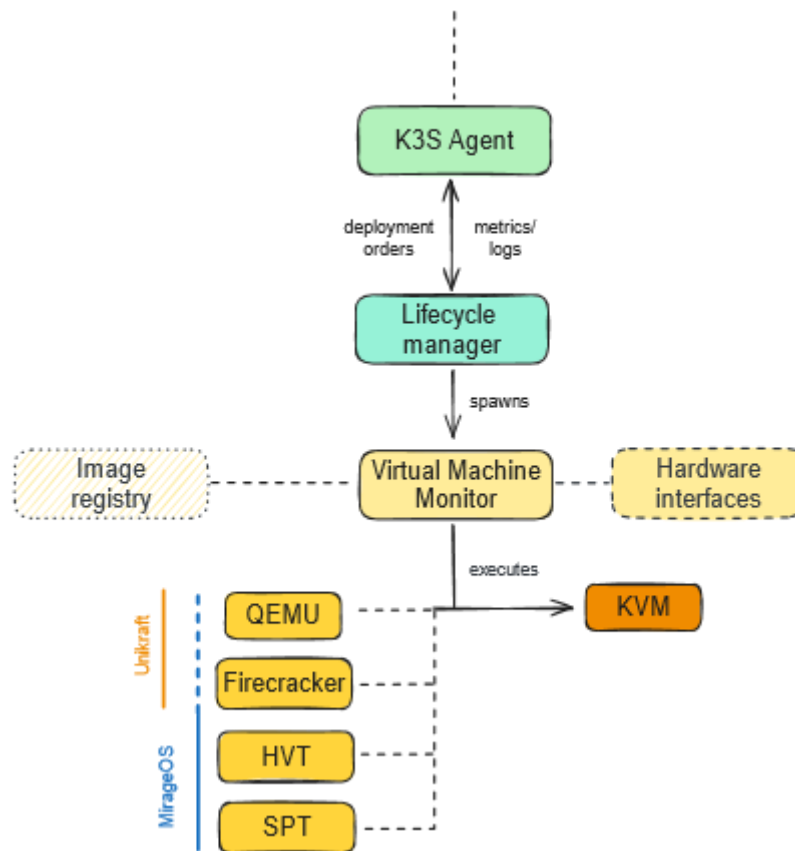 K3S Agent
deployment
orders
metrics/
logs
Lifecycle
manager
spawns
Image
registry
Virtual Machine
Monitor
Hardware
interfaces
executes
QEMU
KVM
Unikraft
Firecracker
HVT
MirageOS
SPT